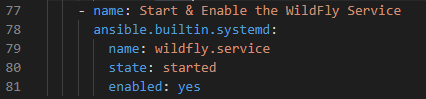 77 - name: Start & Enable the WildFly Service
78 ansible.builtin.systemd:
79 name: wildfly.service
80 state: started
81 enabled: yes